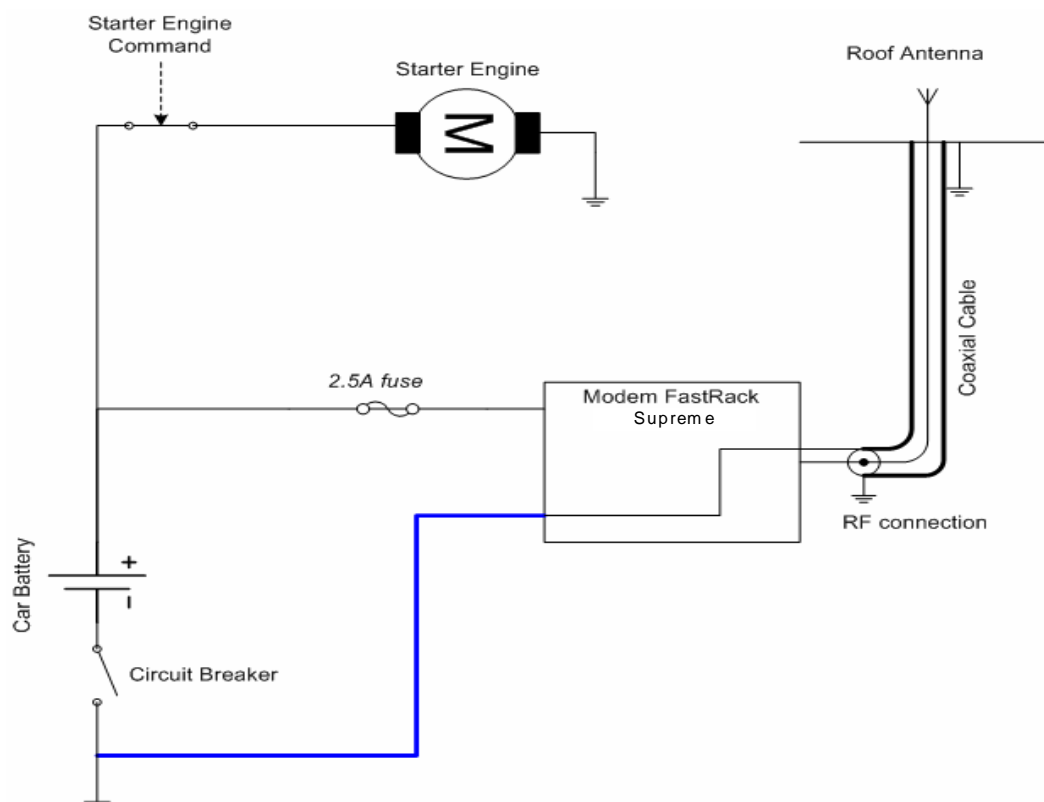 Starter Engine
Command
Starter Engine
M
Roof Antenna
Coaxial Cable
2.5A fuse
Modem FastRack
Supreme
RF connection
Car Battery
+
–
Circuit Breaker